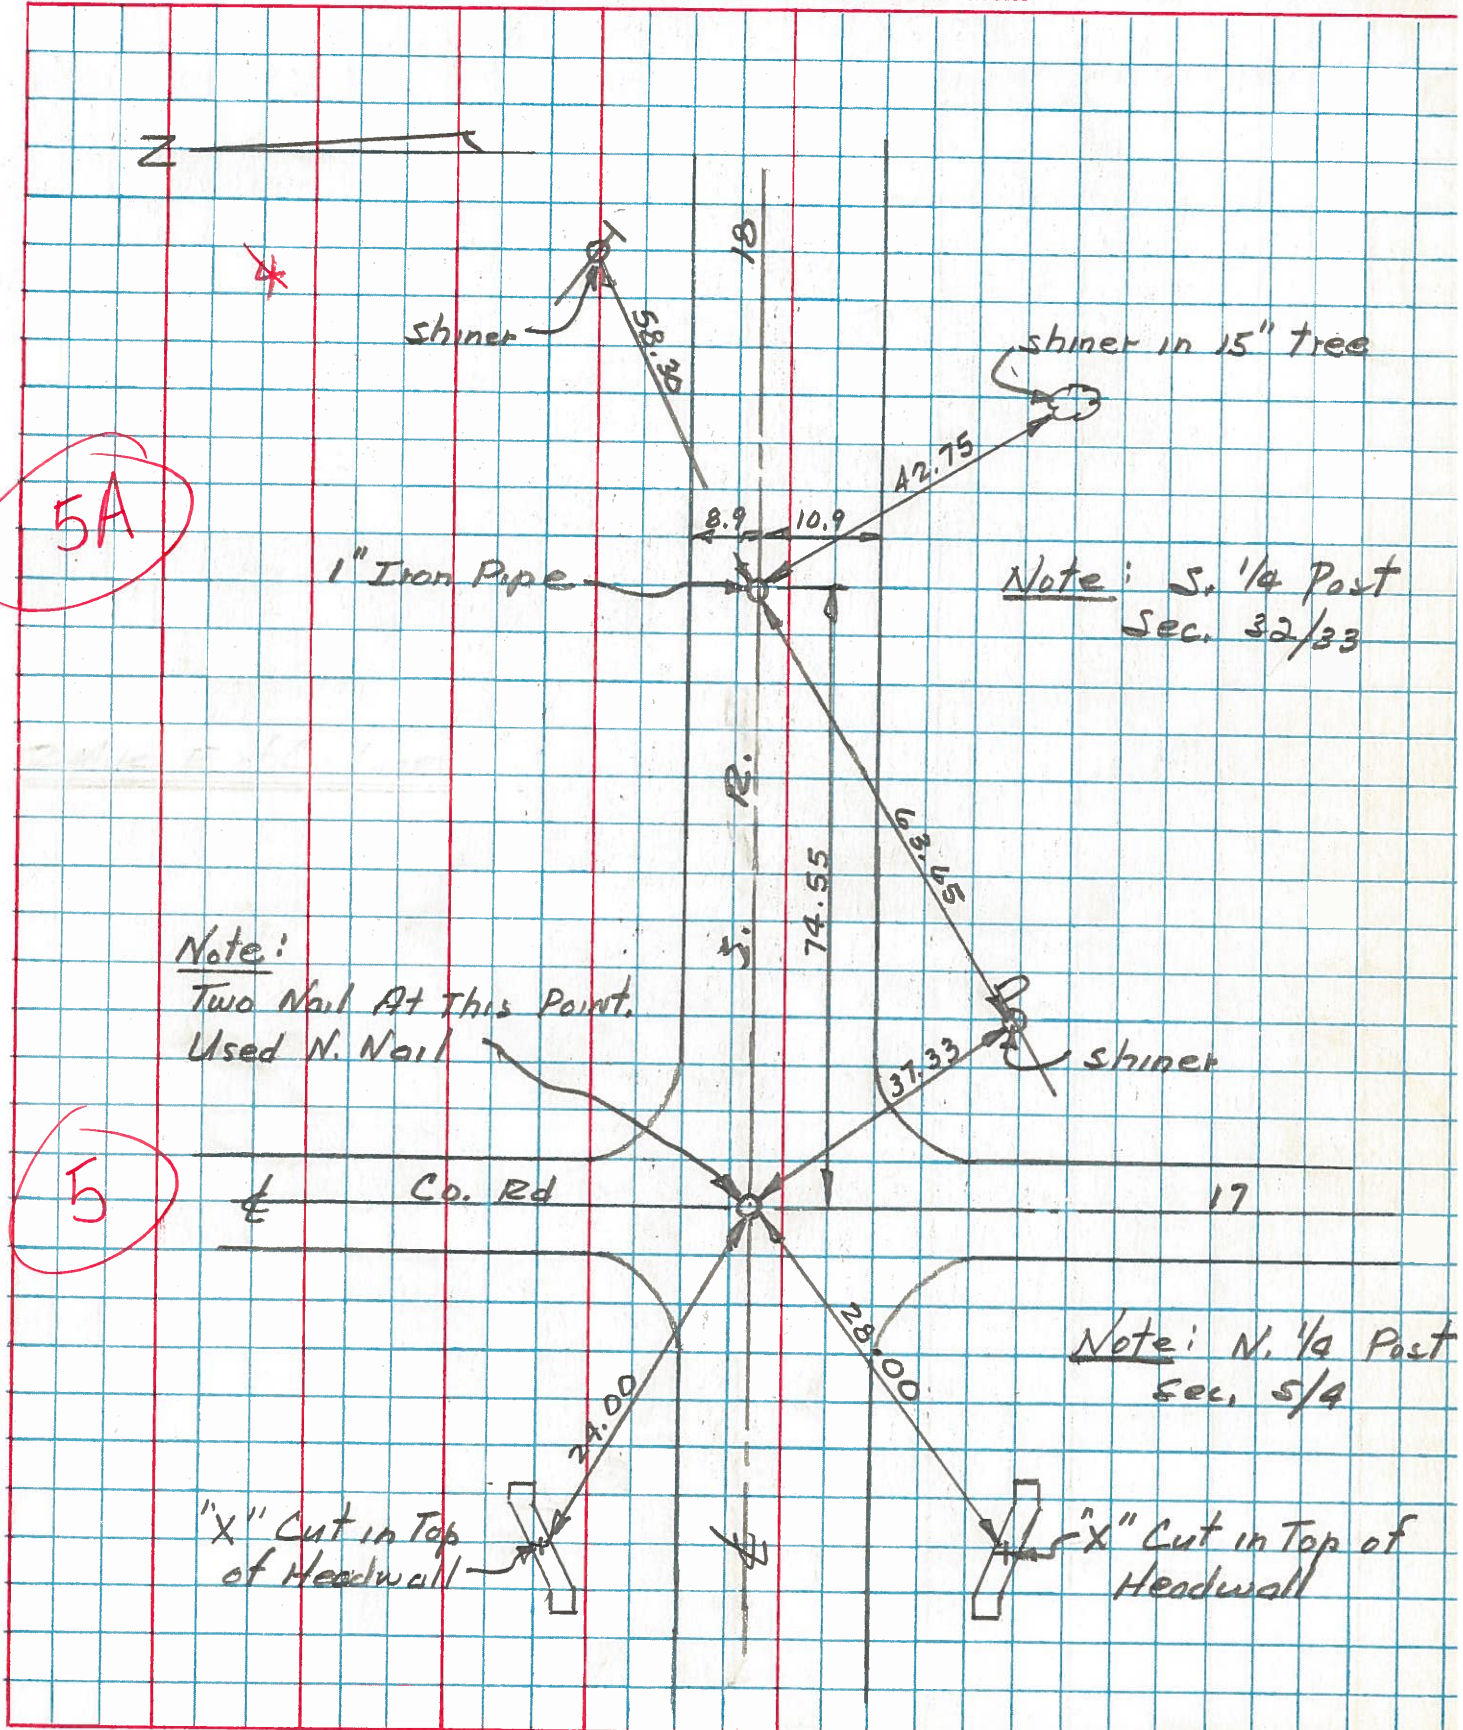 N
4
18
shiner
58.30
shiner in 15" tree
42.75
5A
8.9
10.9
1" Iron Pipe
Note: S. 1/4 Post
Sec. 32/33
S. R.
63.65
74.55
Note:
Two Nail At This Point.
Used N. Nail
37.33
shiner
5
℄
Co. Rd
17
28.00
24.00
Note: N. 1/4 Post
Sec. 5/4
"X" Cut in Top
of Headwall
℄
"X" Cut in Top of
Headwall